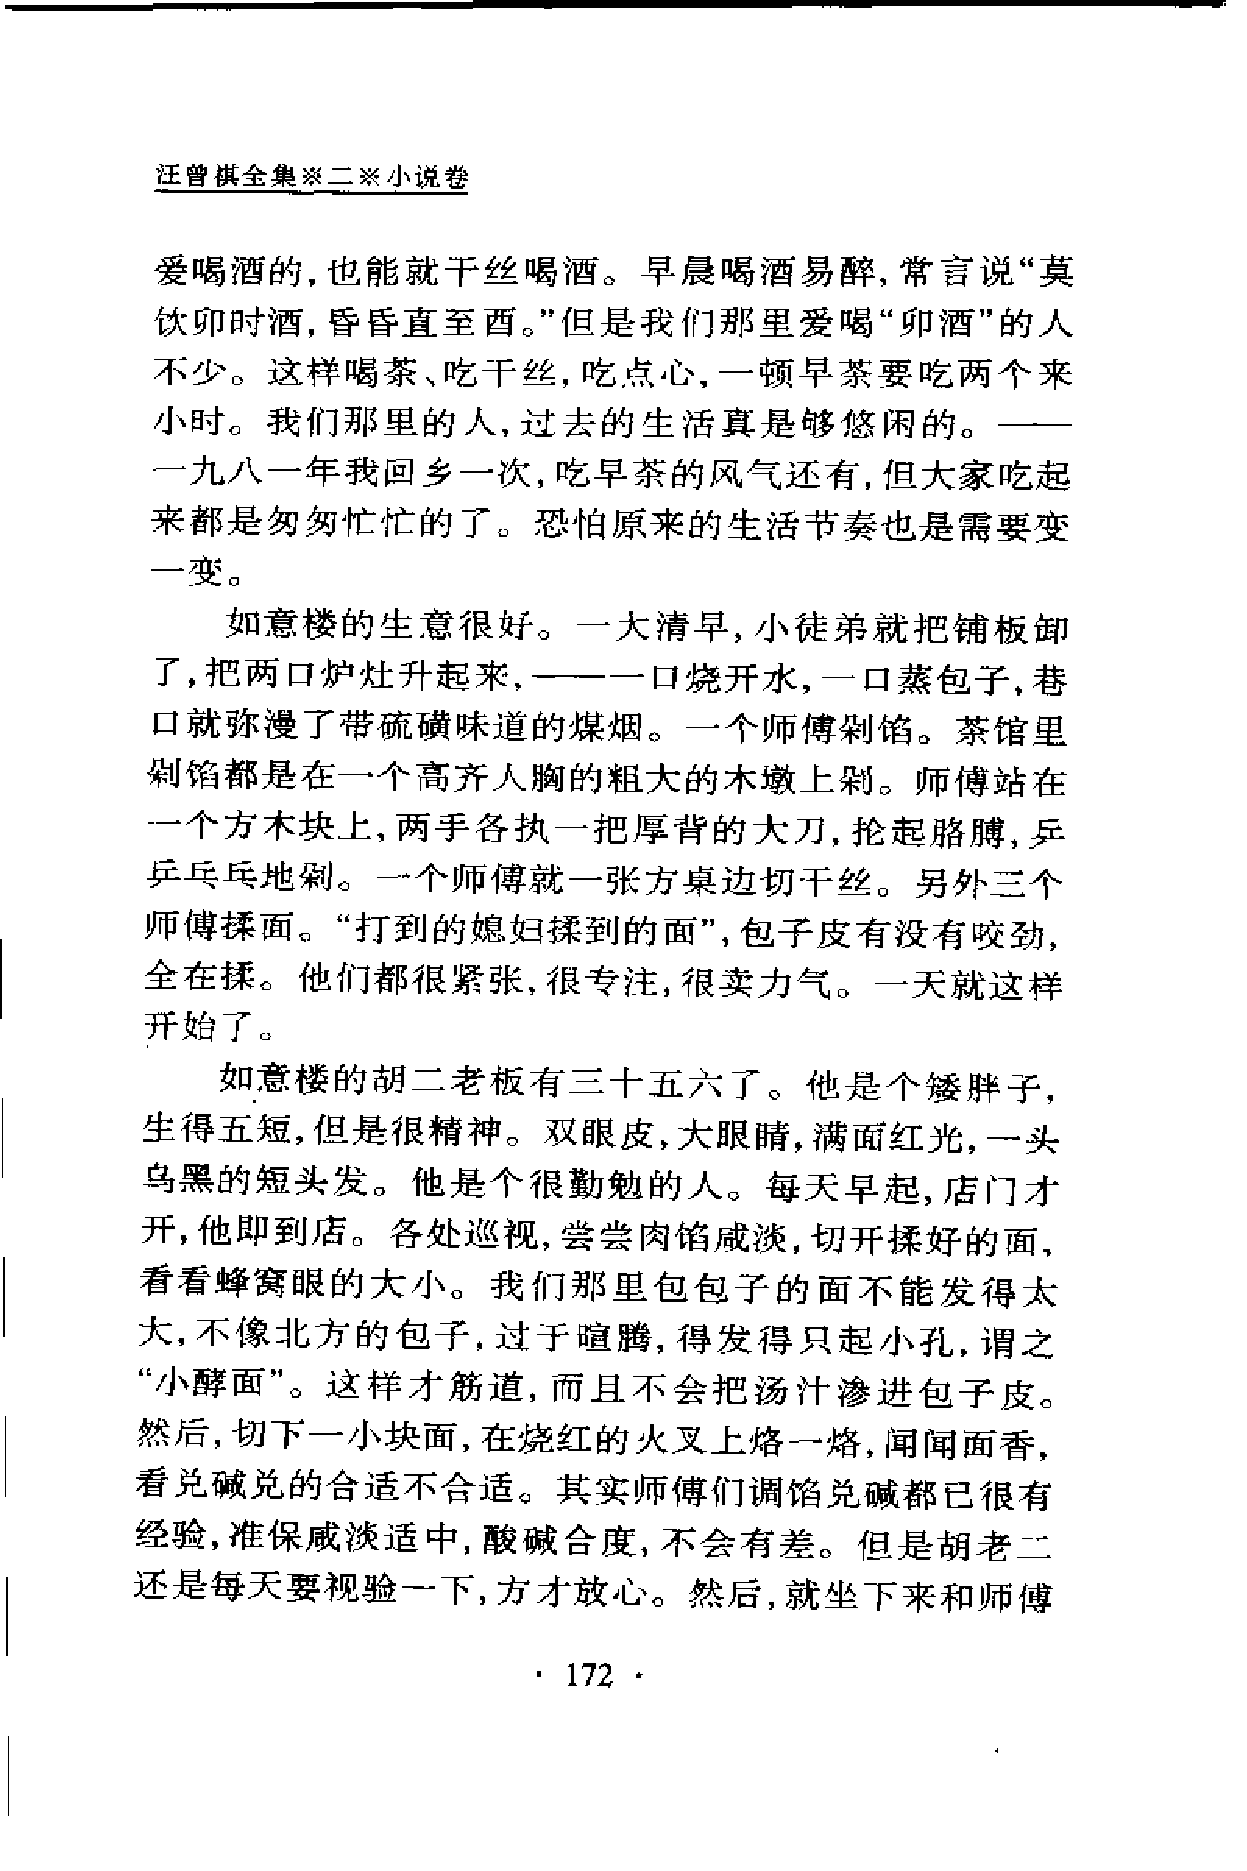 汪曾祺全集※二※小说卷
爱喝酒的,也能就干丝喝酒。早晨喝酒易醉,常言说“莫
饮卯时酒,昏昏直至酉。”但是我们那里爱喝“卯酒”的人
不少。这样喝茶、吃干丝,吃点心,一顿早茶要吃两个来
小时。我们那里的人,过去的生活真是够悠闲的。——
一九八一年我回乡一次,吃早茶的风气还有,但大家吃起
来都是匆匆忙忙的了。恐怕原来的生活节奏也是需要变
一变。
如意楼的生意很好。一大清早,小徒弟就把铺板卸
了,把两口炉灶升起来,——一口烧开水,一口蒸包子,巷
口就弥漫了带硫磺味道的煤烟。一个师傅剁馅。茶馆里
剁馅都是在一个高齐人胸的粗大的木墩上剁。师傅站在
一个方木块上,两手各执一把厚背的大刀,抡起胳膊,乒
乒乓乓地剁。一个师傅就一张方桌边切干丝。另外三个
师傅揉面。“打到的媳妇揉到的面”,包子皮有没有咬劲,
全在揉。他们都很紧张,很专注,很卖力气。一天就这样
开始了。
如意楼的胡二老板有三十五六了。他是个矮胖子,
生得五短,但是很精神。双眼皮,大眼睛,满面红光,一头
乌黑的短头发。他是个很勤勉的人。每天早起,店门才
开,他即到店。各处巡视,尝尝肉馅咸淡,切开揉好的面,
看看蜂窝眼的大小。我们那里包包子的面不能发得太
大,不像北方的包子,过于暄腾,得发得只起小孔,谓之
“小酵面”。这样才筋道,而且不会把汤汁渗进包子皮。
然后,切下一小块面,在烧红的火叉上烙一烙,闻闻面香,
看兑碱兑的合适不合适。其实师傅们调馅兑碱都已很有
经验,准保咸淡适中,酸碱合度,不会有差。但是胡老二
还是每天要视验一下,方才放心。然后,就坐下来和师傅
· 172 ·